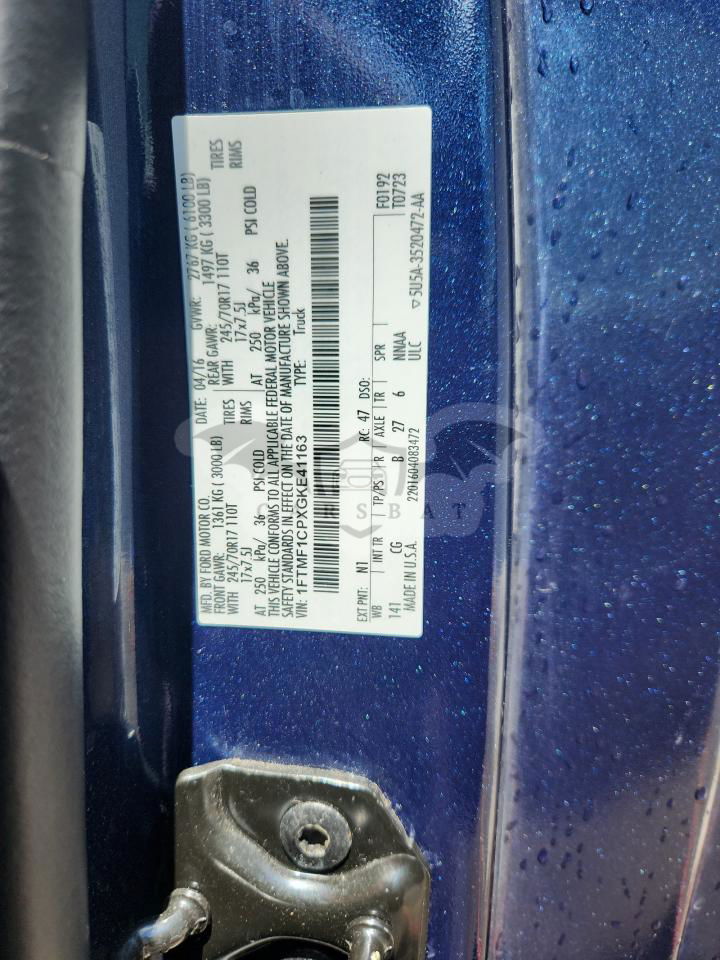 MFD. BY FORD MOTOR CO.
DATE: 04/16 GVWR: 2767 KG ( 6100 LB)
FRONT GAWR: 1361 KG ( 3000 LB) REAR GAWR: 1497 KG ( 3300 LB)
WITH 245/70R17 110T TIRES WITH 245/70R17 110T TIRES
17x7.5J RIMS 17x7.5J RIMS
AT 250 kPa/ 36 PSI COLD AT 250 kPa/ 36 PSI COLD
THIS VEHICLE CONFORMS TO ALL APPLICABLE FEDERAL MOTOR VEHICLE
SAFETY STANDARDS IN EFFECT ON THE DATE OF MANUFACTURE SHOWN ABOVE.
VIN: 1FTMF1CPXGKE41163 TYPE: Truck
EXT PNT: N1 RC: 47 DSO: F0192
WB INT TR TP/PS R AXLE TR SPR T0723
141 CG B 27 6 NNAA
MADE IN U.S.A. 2201604083472 ULC ▽5U5A-3520472-AA
CARSBAT